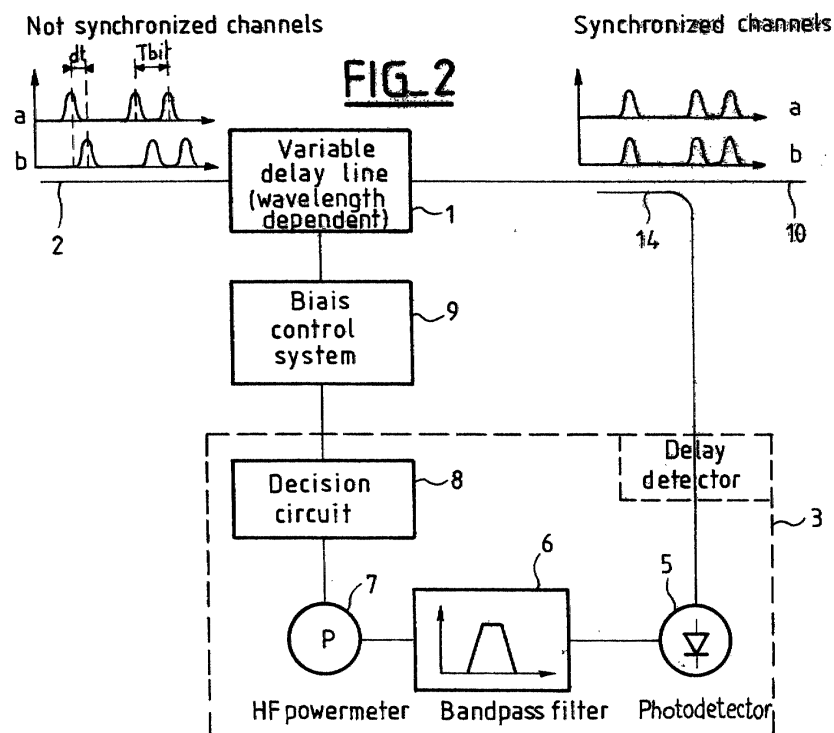 Not synchronized channels
Synchronized channels
dt
Tbit
FIG_2
a
b
a
b
Variable
delay line
(wavelength
dependent)
1
2
14
10
Biais
control
system
9
Delay
detector
3
Decision
circuit
8
7
6
5
P
HF powermeter
Bandpass filter
Photodetector